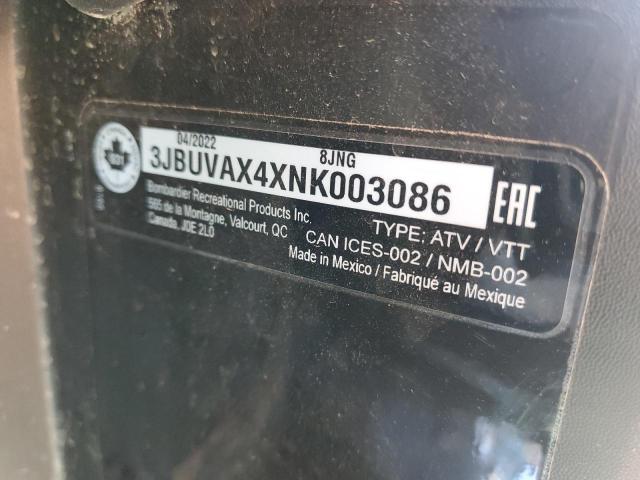 04/2022 8JNG
3JBUVAX4XNK003086
Bombardier Recreational Products Inc.
565 de la Montagne, Valcourt, QC
Canada, J0E 2L0
TYPE: ATV / VTT
CAN ICES-002 / NMB-002
Made in Mexico / Fabriqué au Mexique
EAC